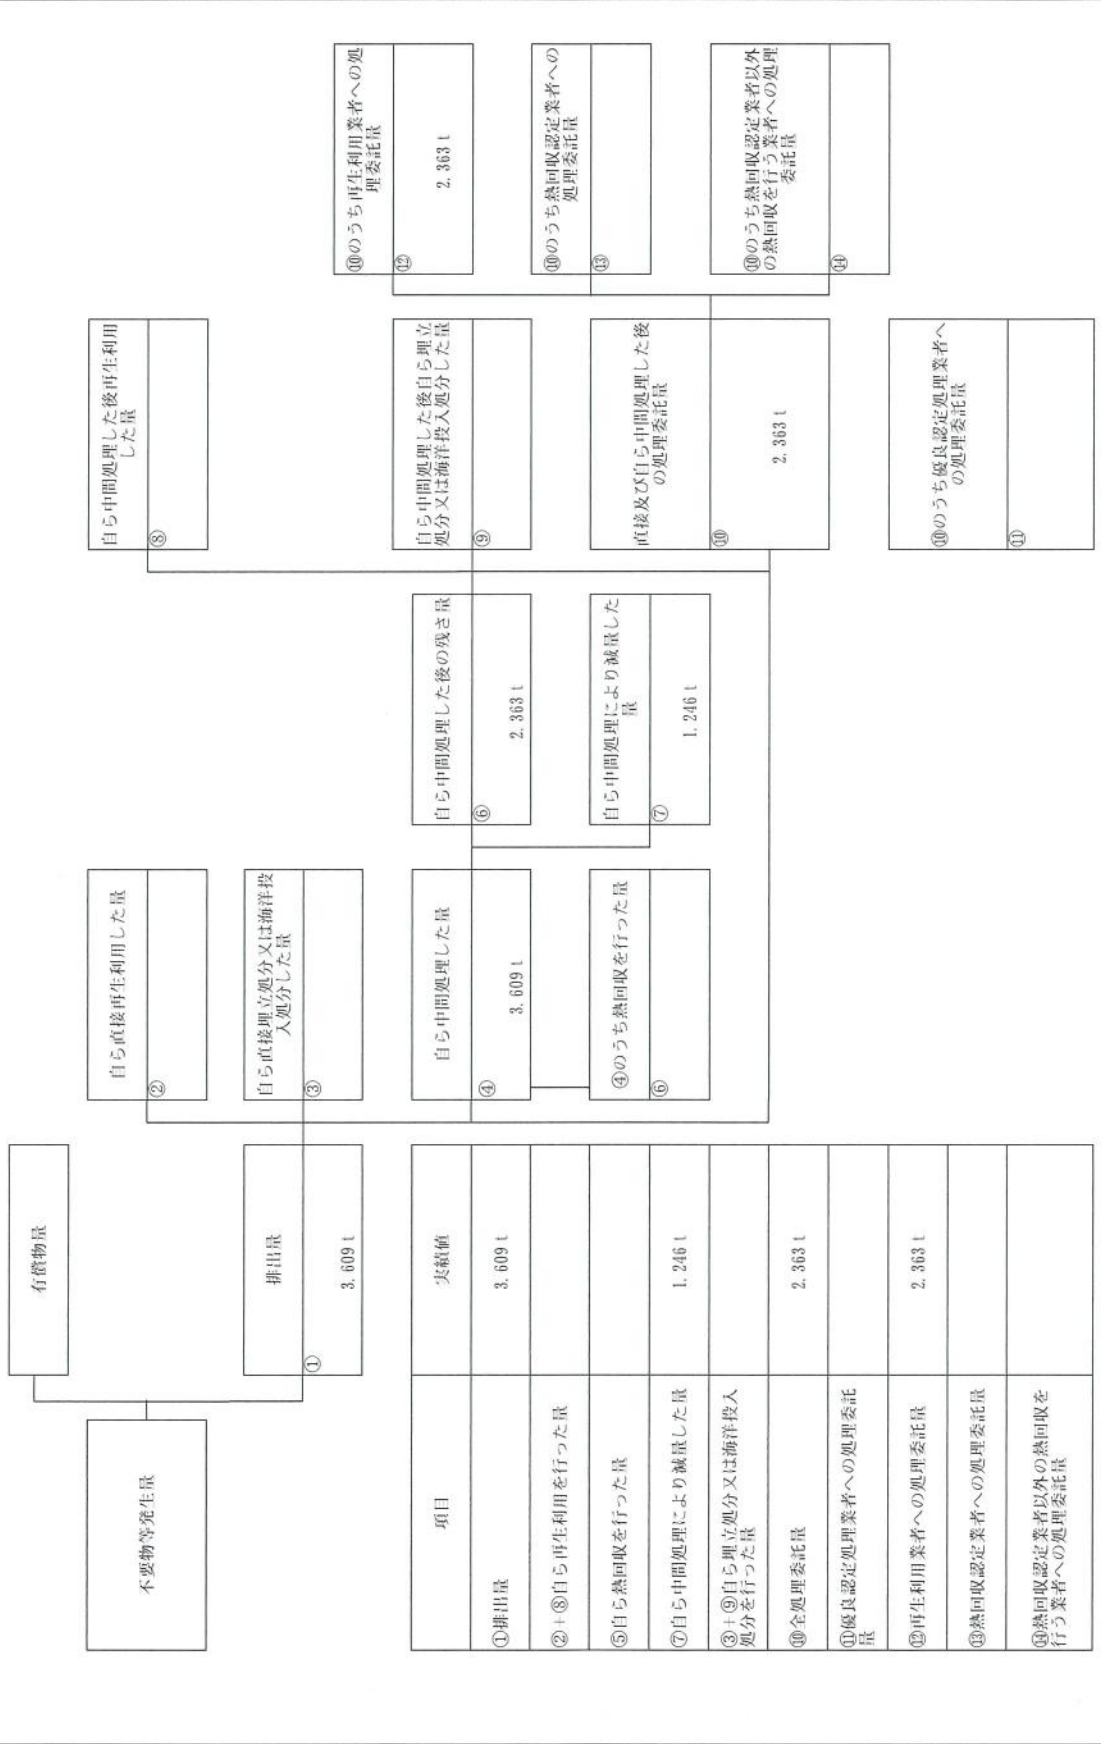 不要物等発生量
有償物量
排出量
①
3.609 t
自ら直接再生利用した量
②
自ら直接埋立処分又は海洋投
入処分した量
③
自ら中間処理した量
④
3.609 t
④のうち熱回収を行った量
⑥
自ら中間処理した後の残さ量
⑥
2.363 t
自ら中間処理により減量した
量
⑦
1.246 t
自ら中間処理した後再生利用
した量
⑧
自ら中間処理した後自ら埋立
処分又は海洋投入処分した量
⑨
直接及び自ら中間処理した後
の処理委託量
⑩
2.363 t
⑩のうち優良認定処理業者へ
の処理委託量
⑪
⑩のうち再生利用業者への処
理委託量
⑫
2.363 t
⑩のうち熱回収認定業者への
処理委託量
⑬
⑩のうち熱回収認定業者以外
の熱回収を行う業者への処理
委託量
⑭
項目 実績値
①排出量 3.609 t
②+⑧自ら再生利用を行った量
⑤自ら熱回収を行った量
⑦自ら中間処理により減量した量 1.246 t
③+⑨自ら埋立処分又は海洋投入
処分を行った量
⑩全処理委託量 2.363 t
⑪優良認定処理業者への処理委託
量
⑫再生利用業者への処理委託量 2.363 t
⑬熱回収認定業者への処理委託量
⑭熱回収認定業者以外の熱回収を
行う業者への処理委託量